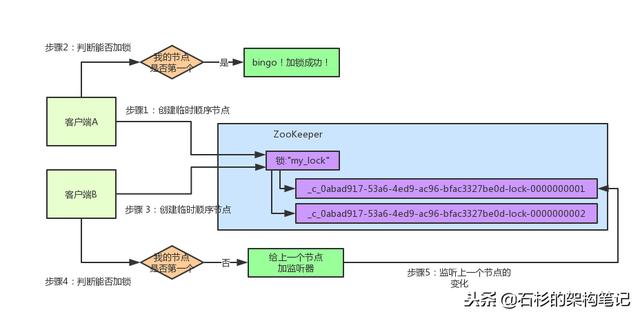 步骤2：判断能否加锁
我的节点
是否第一个
是
bingo！加锁成功！
客户端A
步骤1：创建临时顺序节点
ZooKeeper
锁:"my_lock"
_c_0abad917-53a6-4ed9-ac96-bfac3327be0d-lock-0000000001
客户端B
步骤 3：创建临时顺序节点
_c_0abad917-53a6-4ed9-ac96-bfac3327be0d-lock-0000000002
我的节点
是否第一个
否
给上一个节点
加监听器
步骤4：判断能否加锁
步骤5：监听上一个节点的
变化
头条 @石杉的架构笔记